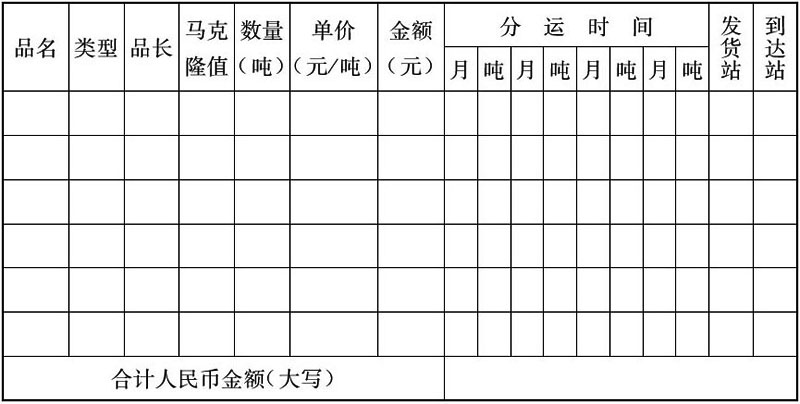 品名 类型 品长 马克隆值 数量（吨） 单价（元/吨） 金额（元） 分运时间 发货站 到达站
月 吨 月 吨 月 吨 月 吨
合计人民币金额（大写）